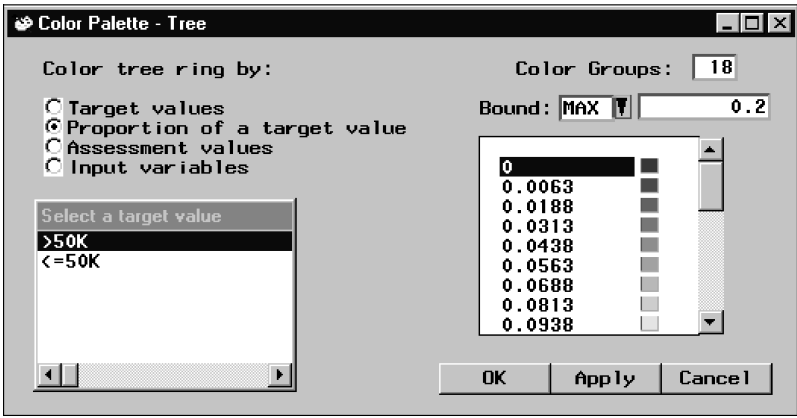 Color Palette - Tree
Color tree ring by:
Target values
Proportion of a target value
Assessment values
Input variables
Select a target value
>50K
<=50K
Color Groups: 18
Bound: MAX 0.2
0
0.0063
0.0188
0.0313
0.0438
0.0563
0.0688
0.0813
0.0938
OK Apply Cancel